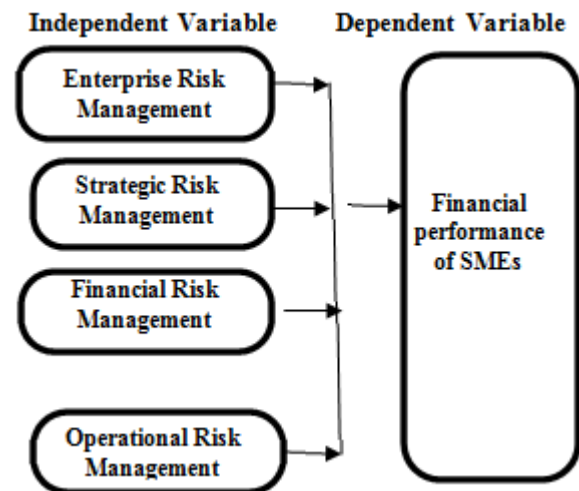 Independent Variable
Dependent Variable
Enterprise Risk
Management
Strategic Risk
Management
Financial Risk
Management
Operational Risk
Management
Financial
performance
of SMEs